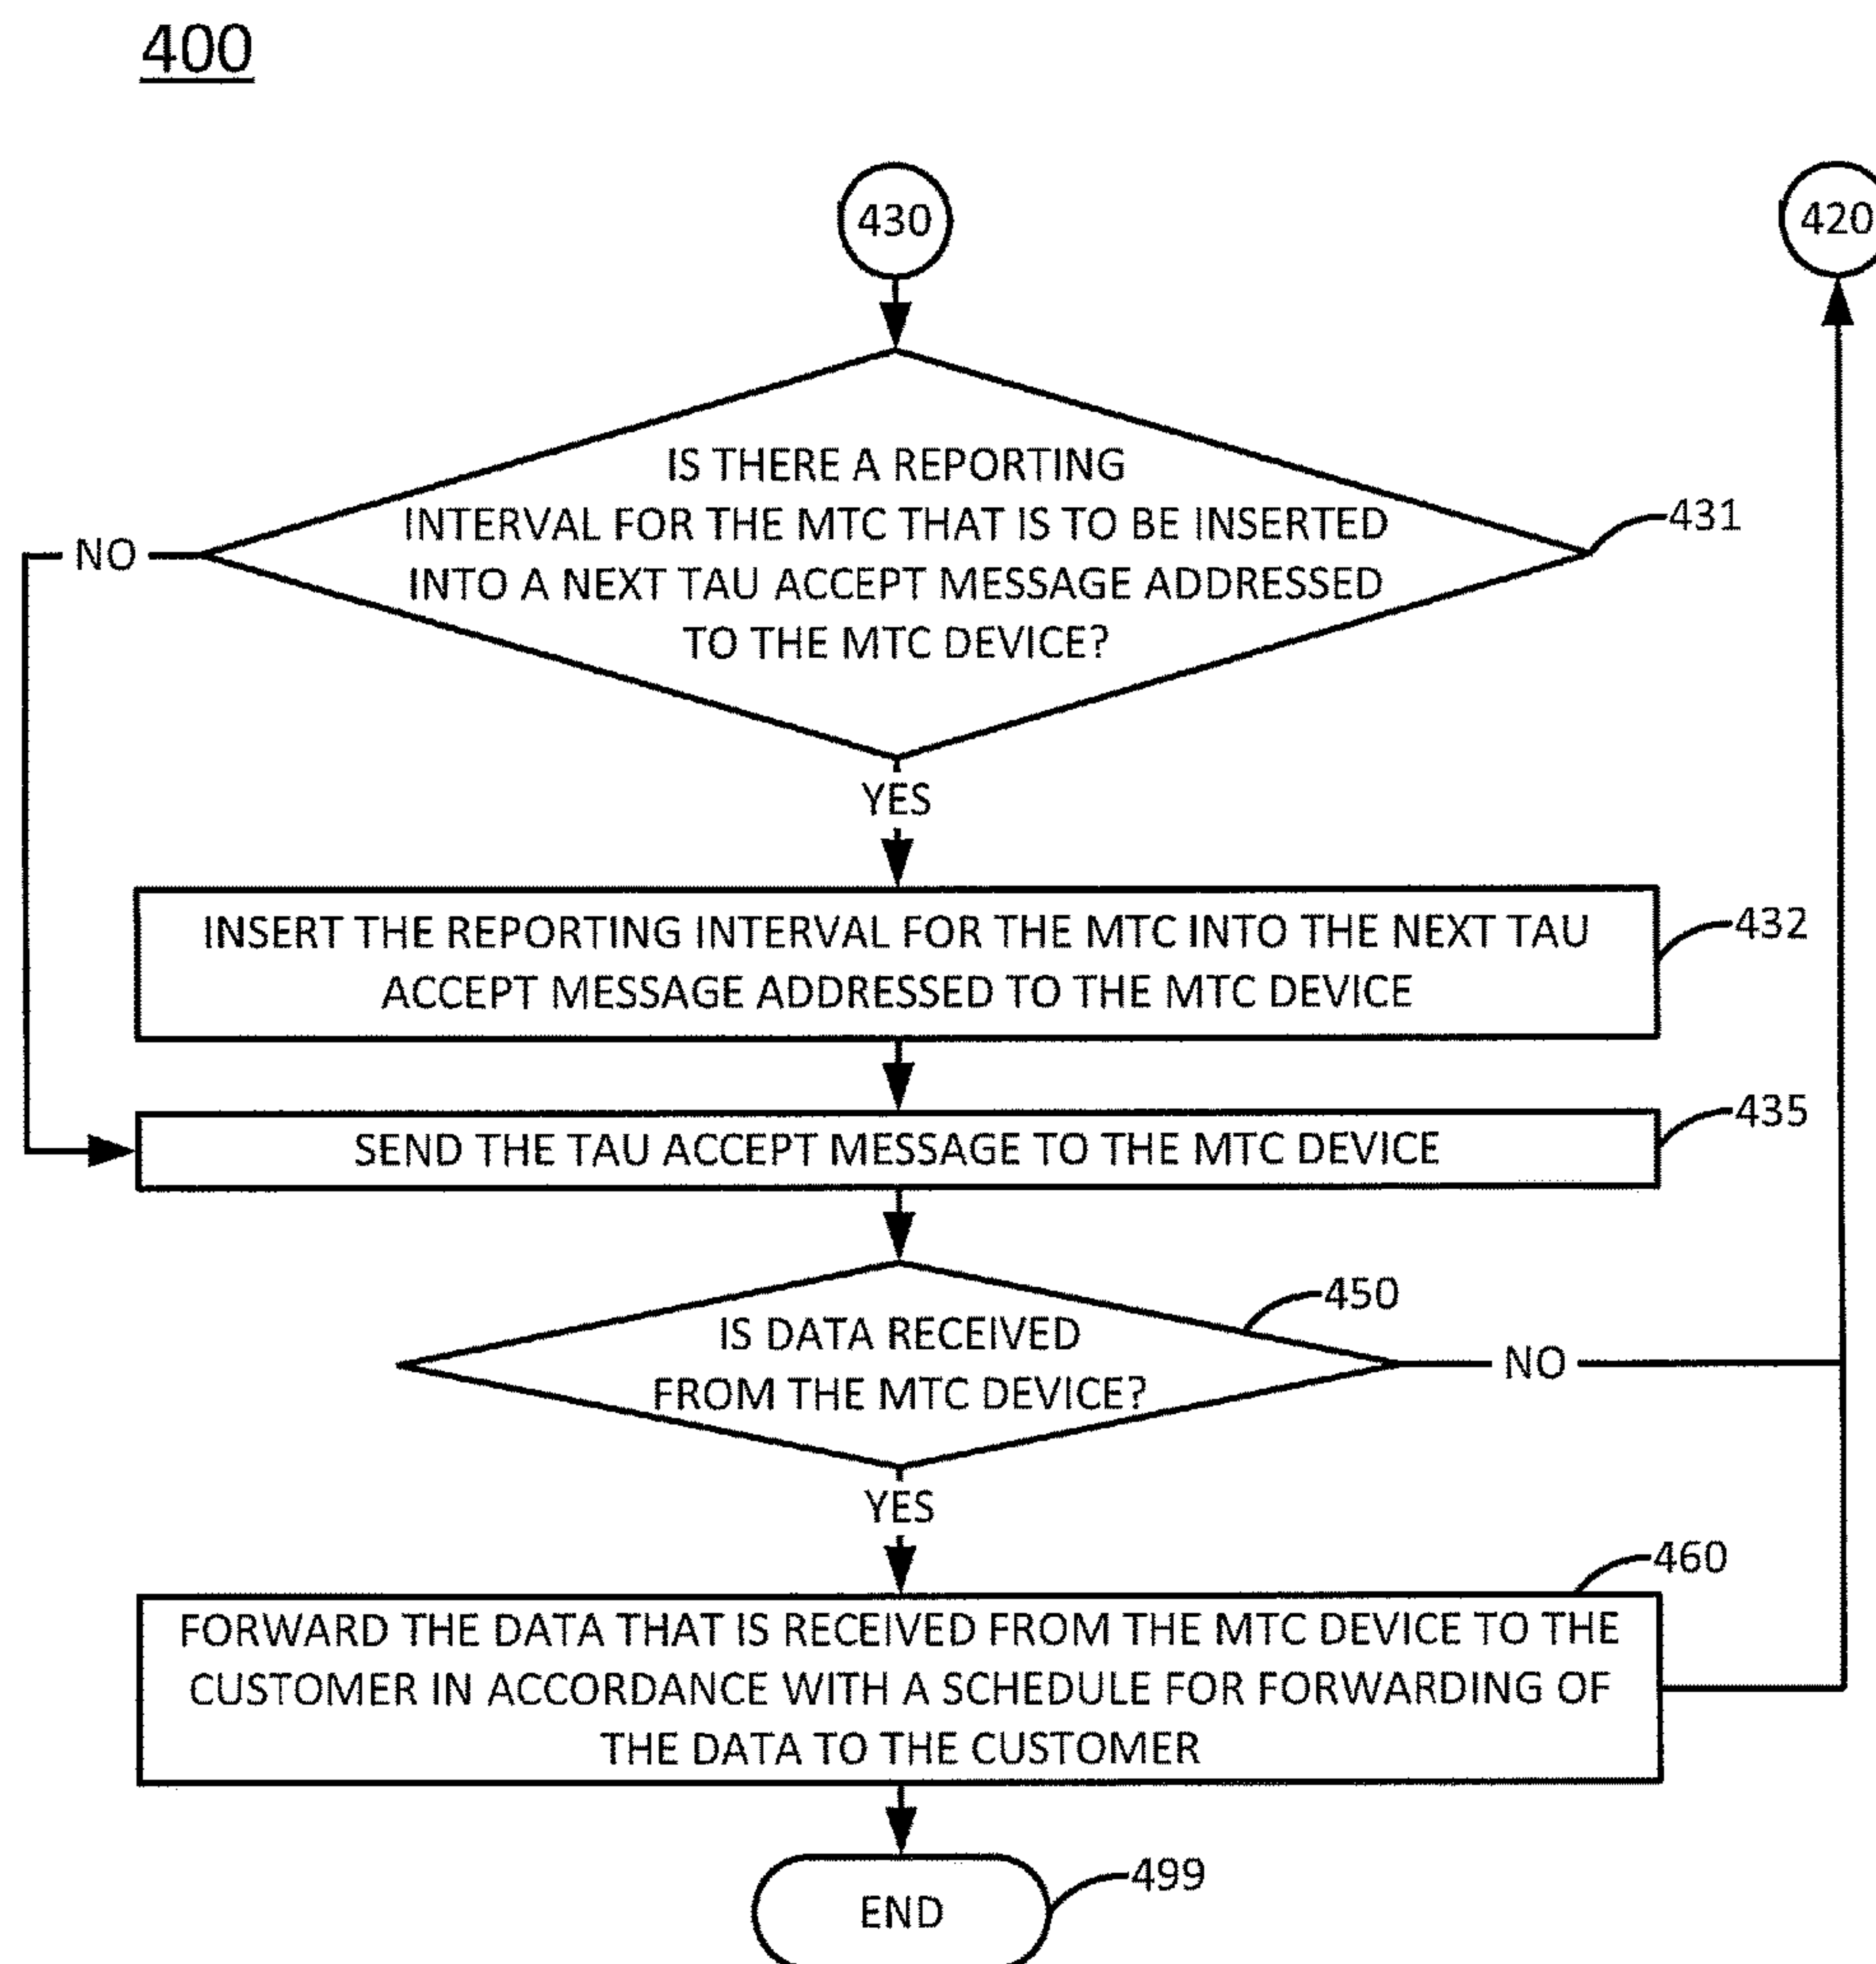 400
430
420
IS THERE A REPORTING
INTERVAL FOR THE MTC THAT IS TO BE INSERTED
INTO A NEXT TAU ACCEPT MESSAGE ADDRESSED
TO THE MTC DEVICE?
431
NO
YES
INSERT THE REPORTING INTERVAL FOR THE MTC INTO THE NEXT TAU
ACCEPT MESSAGE ADDRESSED TO THE MTC DEVICE
432
SEND THE TAU ACCEPT MESSAGE TO THE MTC DEVICE
435
IS DATA RECEIVED
FROM THE MTC DEVICE?
450
NO
YES
460
FORWARD THE DATA THAT IS RECEIVED FROM THE MTC DEVICE TO THE
CUSTOMER IN ACCORDANCE WITH A SCHEDULE FOR FORWARDING OF
THE DATA TO THE CUSTOMER
END
499